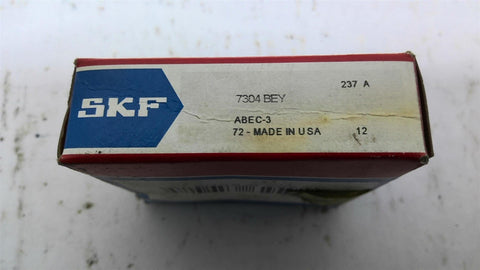 SKF
237 A
7304 BEY
ABEC-3
72 - MADE IN USA 12